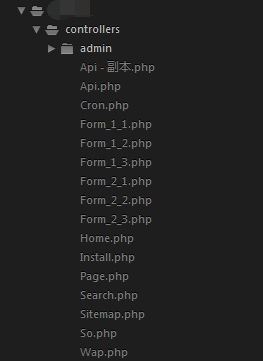 controllers
admin
Api - 副本.php
Api.php
Cron.php
Form_1_1.php
Form_1_2.php
Form_1_3.php
Form_2_1.php
Form_2_2.php
Form_2_3.php
Home.php
Install.php
Page.php
Search.php
Sitemap.php
So.php
Wap.php